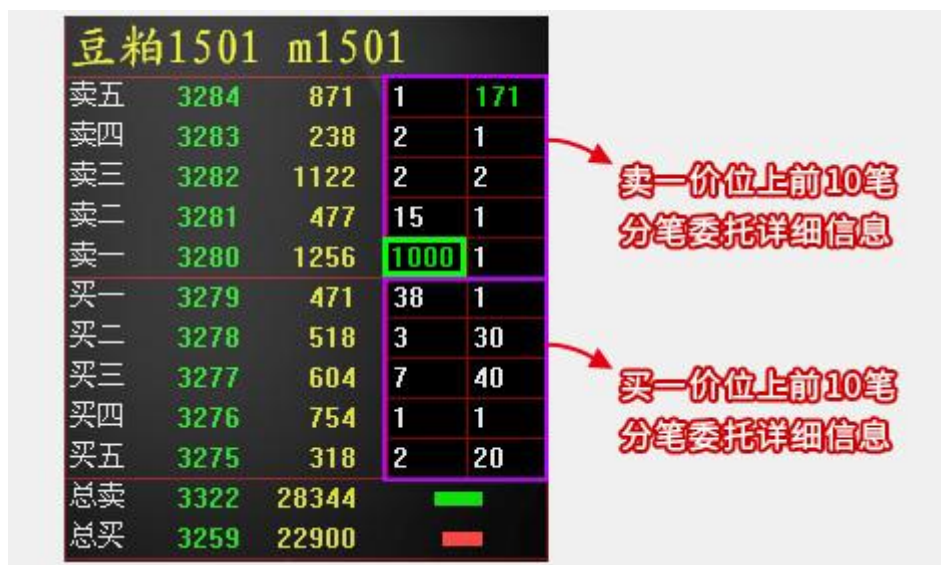 豆粕1501 m1501
卖五 3284 871 1 171
卖四 3283 238 2 1
卖三 3282 1122 2 2
卖二 3281 477 15 1
卖一 3280 1256 1000 1
买一 3279 471 38 1
买二 3278 518 3 30
买三 3277 604 7 40
买四 3276 754 1 1
买五 3275 318 2 20
总卖 3322 28344
总买 3259 22900
卖一价位上前10笔
分笔委托详细信息
买一价位上前10笔
分笔委托详细信息